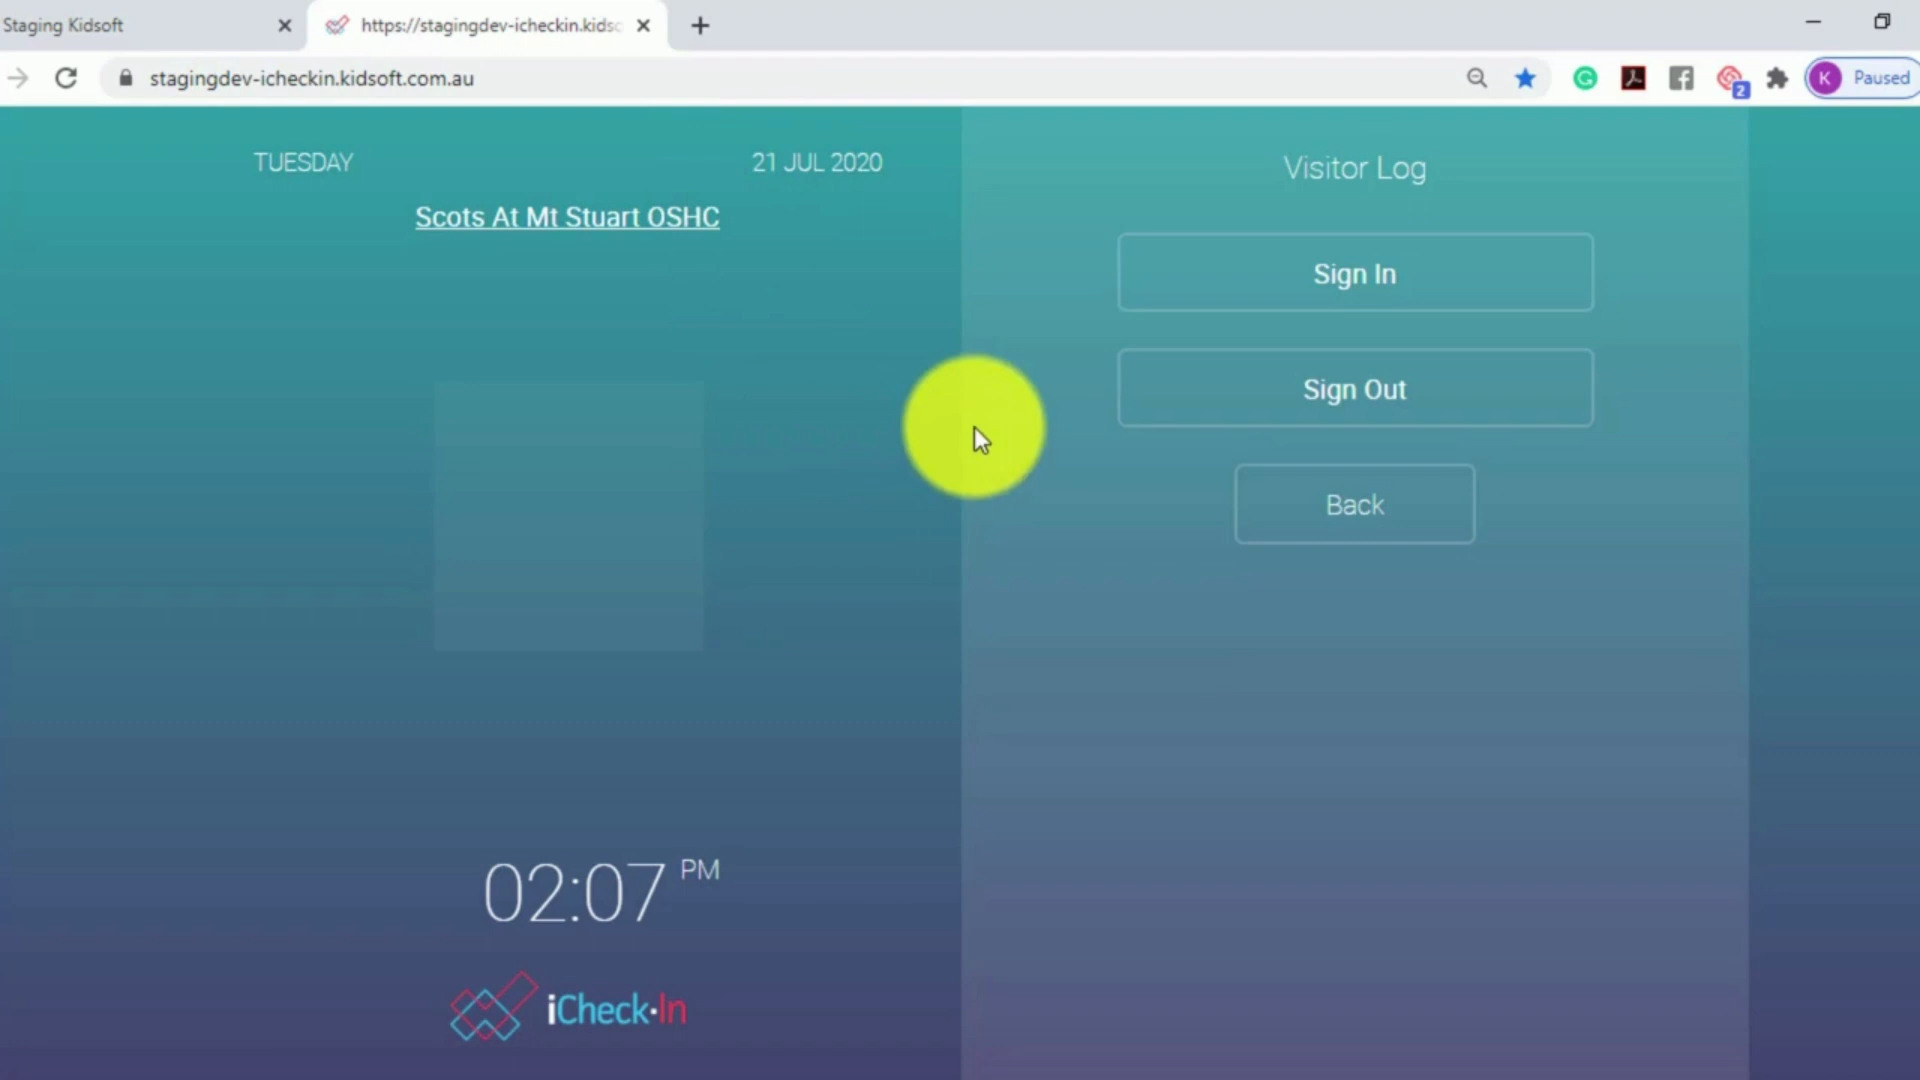 Staging Kidsoft
https://stagingdev-icheckin.kidsc
stagingdev-icheckin.kidsoft.com.au
2
K
Paused
TUESDAY
21 JUL 2020
Scots At Mt Stuart OSHC
02:07 PM
iCheck·In
Visitor Log
Sign In
Sign Out
Back